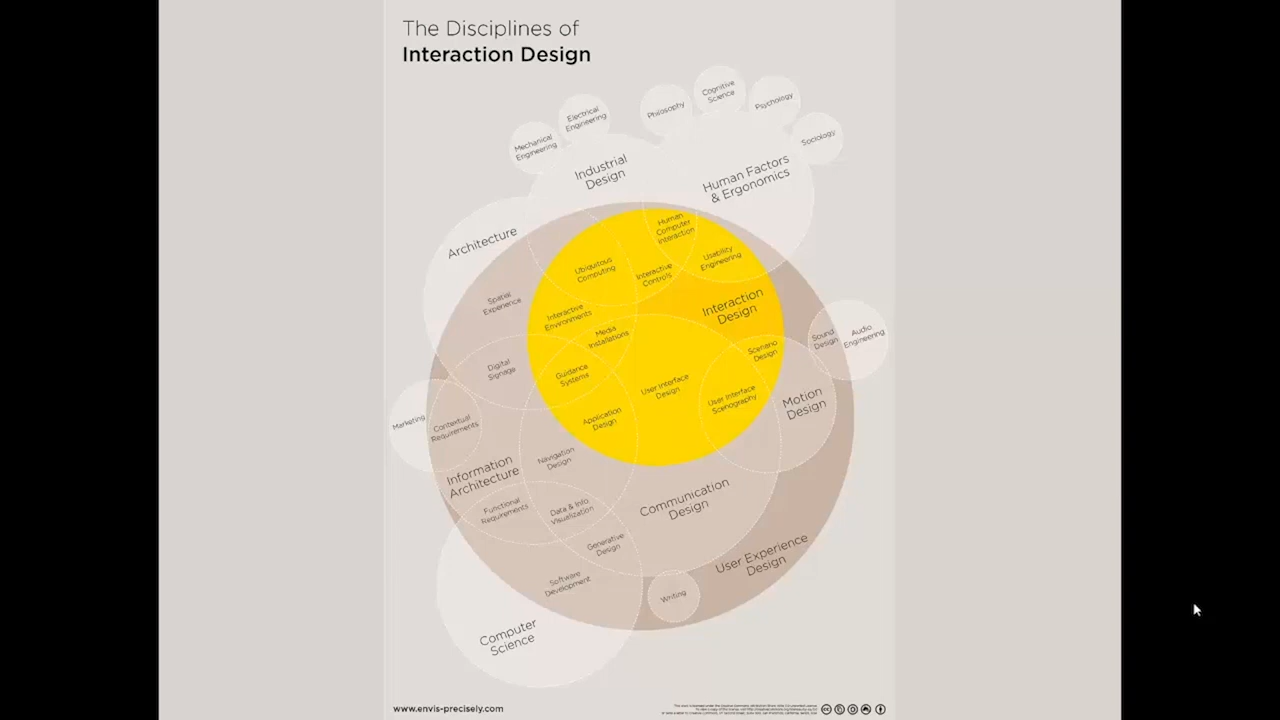 The Disciplines of
Interaction Design
Philosophy
Cognitive
Science
Psychology
Sociology
Electrical
Engineering
Mechanical
Engineering
Industrial
Design
Human Factors
& Ergonomics
Architecture
Human
Computer
Interaction
Usability
Engineering
Ubiquitous
Computing
Interactive
Controls
Spatial
Experience
Interactive
Environments
Interaction
Design
Media
Installations
Sound
Design
Audio
Engineering
Scenario
Design
Digital
Signage
Guidance
Systems
User Interface
Design
User Interface
Scenography
Motion
Design
Marketing
Contextual
Requirements
Application
Design
Navigation
Design
Information
Architecture
Functional
Requirements
Data & Info
Visualization
Communication
Design
Generative
Design
User Experience
Design
Software
Development
Writing
Computer
Science
www.envis-precisely.com